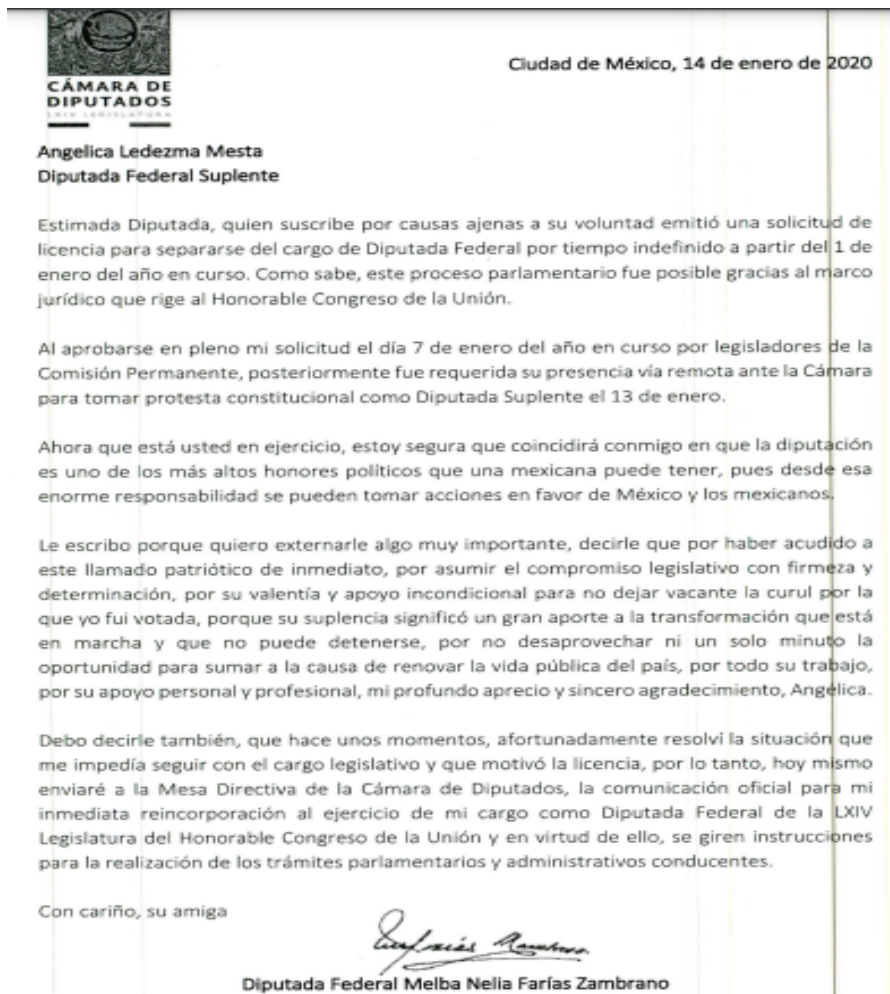 CÁMARA DE
DIPUTADOS
LXIV LEGISLATURA
Ciudad de México, 14 de enero de 2020
Angelica Ledezma Mesta
Diputada Federal Suplente
Estimada Diputada, quien suscribe por causas ajenas a su voluntad emitió una solicitud de
licencia para separarse del cargo de Diputada Federal por tiempo indefinido a partir del 1 de
enero del año en curso. Como sabe, este proceso parlamentario fue posible gracias al marco
jurídico que rige al Honorable Congreso de la Unión.
Al aprobarse en pleno mi solicitud el día 7 de enero del año en curso por legisladores de la
Comisión Permanente, posteriormente fue requerida su presencia vía remota ante la Cámara
para tomar protesta constitucional como Diputada Suplente el 13 de enero.
Ahora que está usted en ejercicio, estoy segura que coincidirá conmigo en que la diputación
es uno de los más altos honores políticos que una mexicana puede tener, pues desde esa
enorme responsabilidad se pueden tomar acciones en favor de México y los mexicanos.
Le escribo porque quiero externarle algo muy importante, decirle que por haber acudido a
este llamado patriótico de inmediato, por asumir el compromiso legislativo con firmeza y
determinación, por su valentía y apoyo incondicional para no dejar vacante la curul por la
que yo fui votada, porque su suplencia significó un gran aporte a la transformación que está
en marcha y que no puede detenerse, por no desaprovechar ni un solo minuto la
oportunidad para sumar a la causa de renovar la vida pública del país, por todo su trabajo,
por su apoyo personal y profesional, mi profundo aprecio y sincero agradecimiento, Angélica.
Debo decirle también, que hace unos momentos, afortunadamente resolví la situación que
me impedía seguir con el cargo legislativo y que motivó la licencia, por lo tanto, hoy mismo
enviaré a la Mesa Directiva de la Cámara de Diputados, la comunicación oficial para mi
inmediata reincorporación al ejercicio de mi cargo como Diputada Federal de la LXIV
Legislatura del Honorable Congreso de la Unión y en virtud de ello, se giren instrucciones
para la realización de los trámites parlamentarios y administrativos conducentes.
Con cariño, su amiga
Diputada Federal Melba Nelia Farías Zambrano